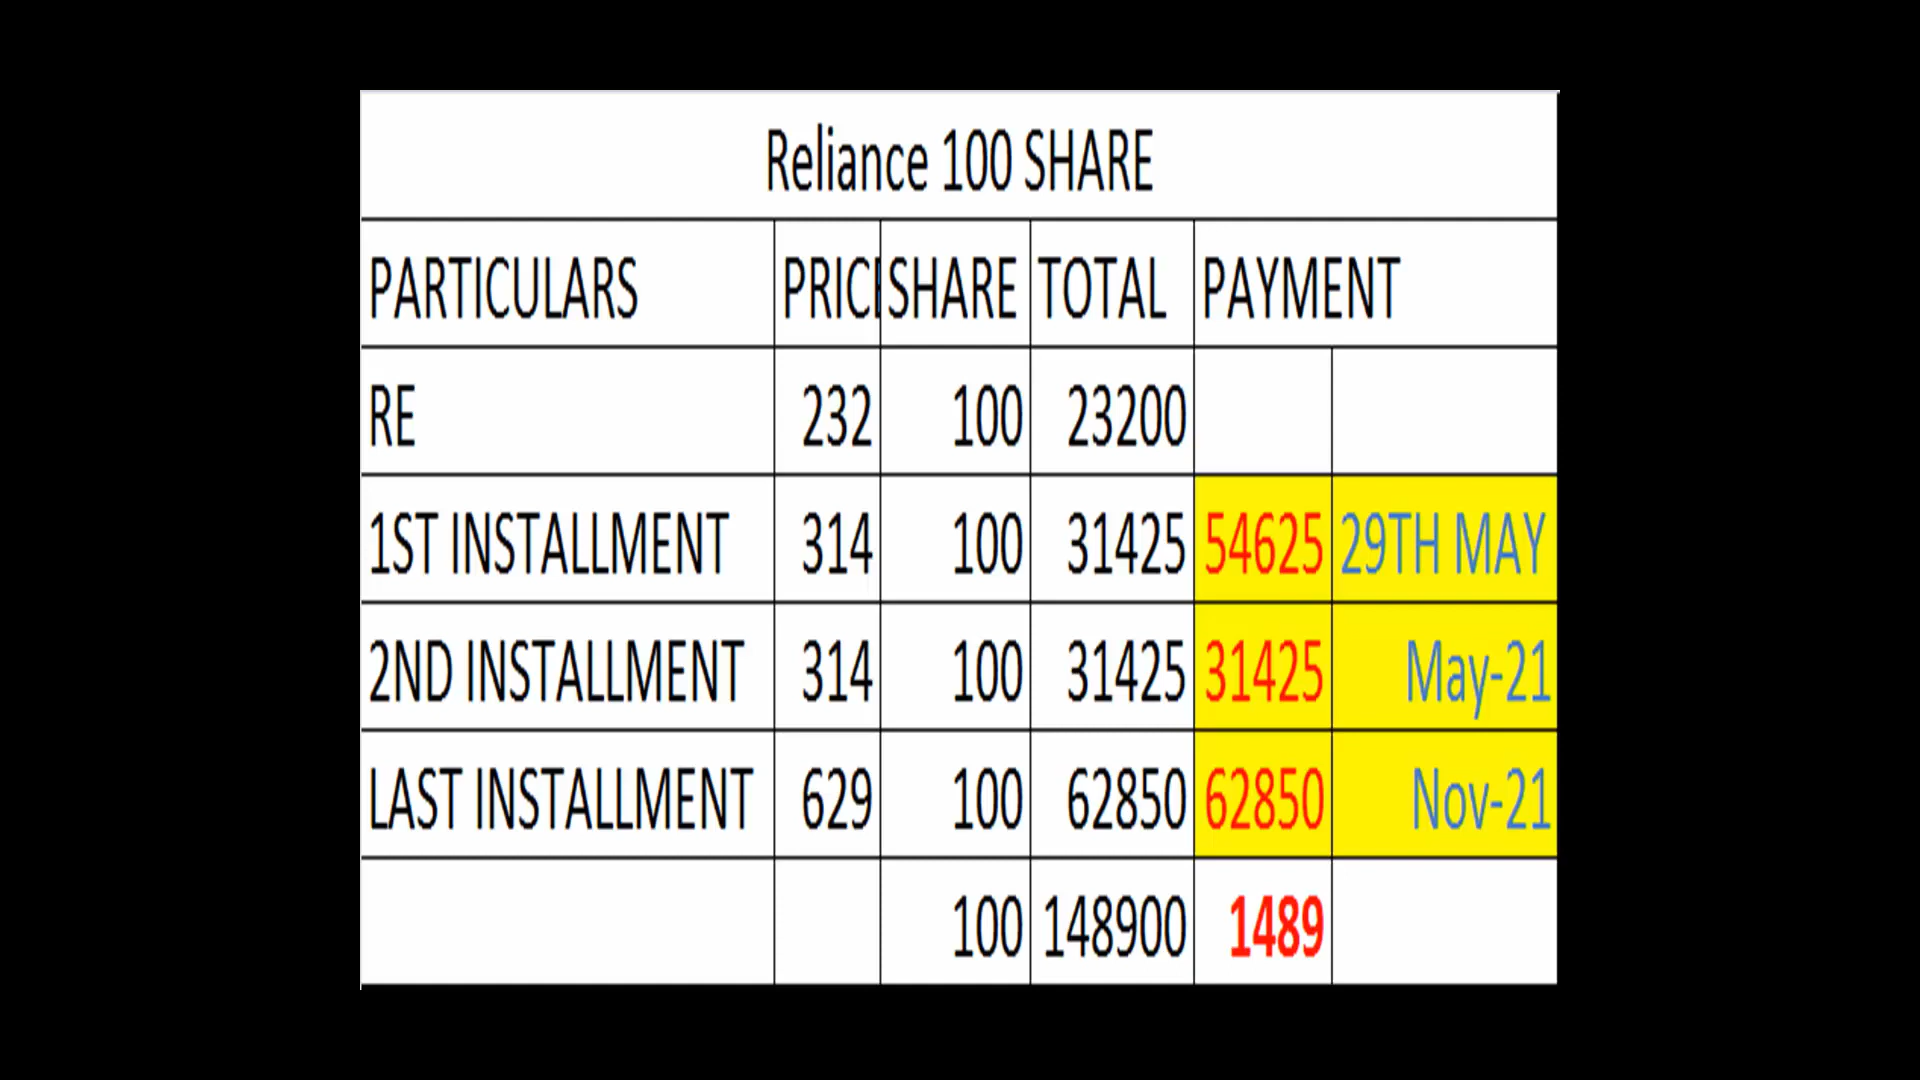 Reliance 100 SHARE
PARTICULARS PRICE SHARE TOTAL PAYMENT
RE 232 100 23200
1ST INSTALLMENT 314 100 31425 54625 29TH MAY
2ND INSTALLMENT 314 100 31425 31425 May-21
LAST INSTALLMENT 629 100 62850 62850 Nov-21
100 148900 1489